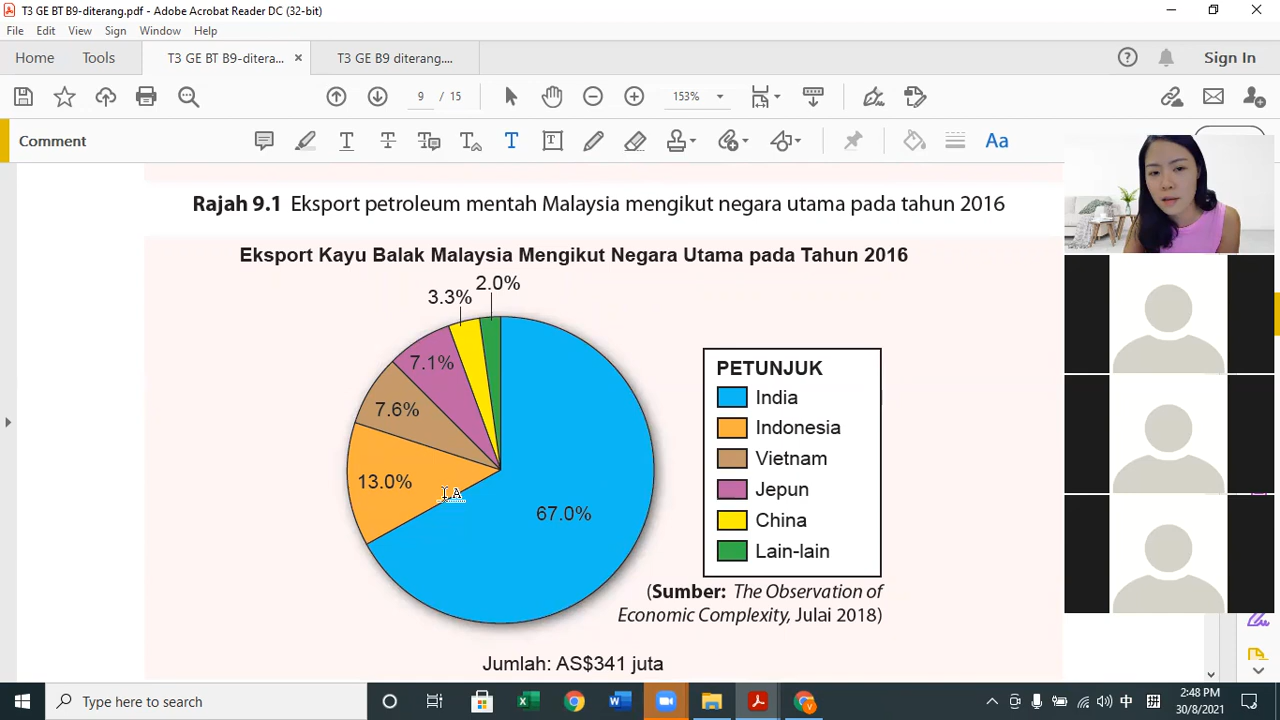 T3 GE BT B9-diterang.pdf - Adobe Acrobat Reader DC (32-bit)
File Edit View Sign Window Help
Home Tools T3 GE BT B9-ditera... × T3 GE B9 diterang.... Sign In
9 / 15 153%
Comment
Rajah 9.1 Eksport petroleum mentah Malaysia mengikut negara utama pada tahun 2016
Eksport Kayu Balak Malaysia Mengikut Negara Utama pada Tahun 2016
2.0%
3.3%
7.1%
7.6%
13.0%
67.0%
PETUNJUK
India
Indonesia
Vietnam
Jepun
China
Lain-lain
(Sumber: The Observation of
Economic Complexity, Julai 2018)
Jumlah: AS$341 juta
Type here to search
中
拼
2:48 PM
30/8/2021